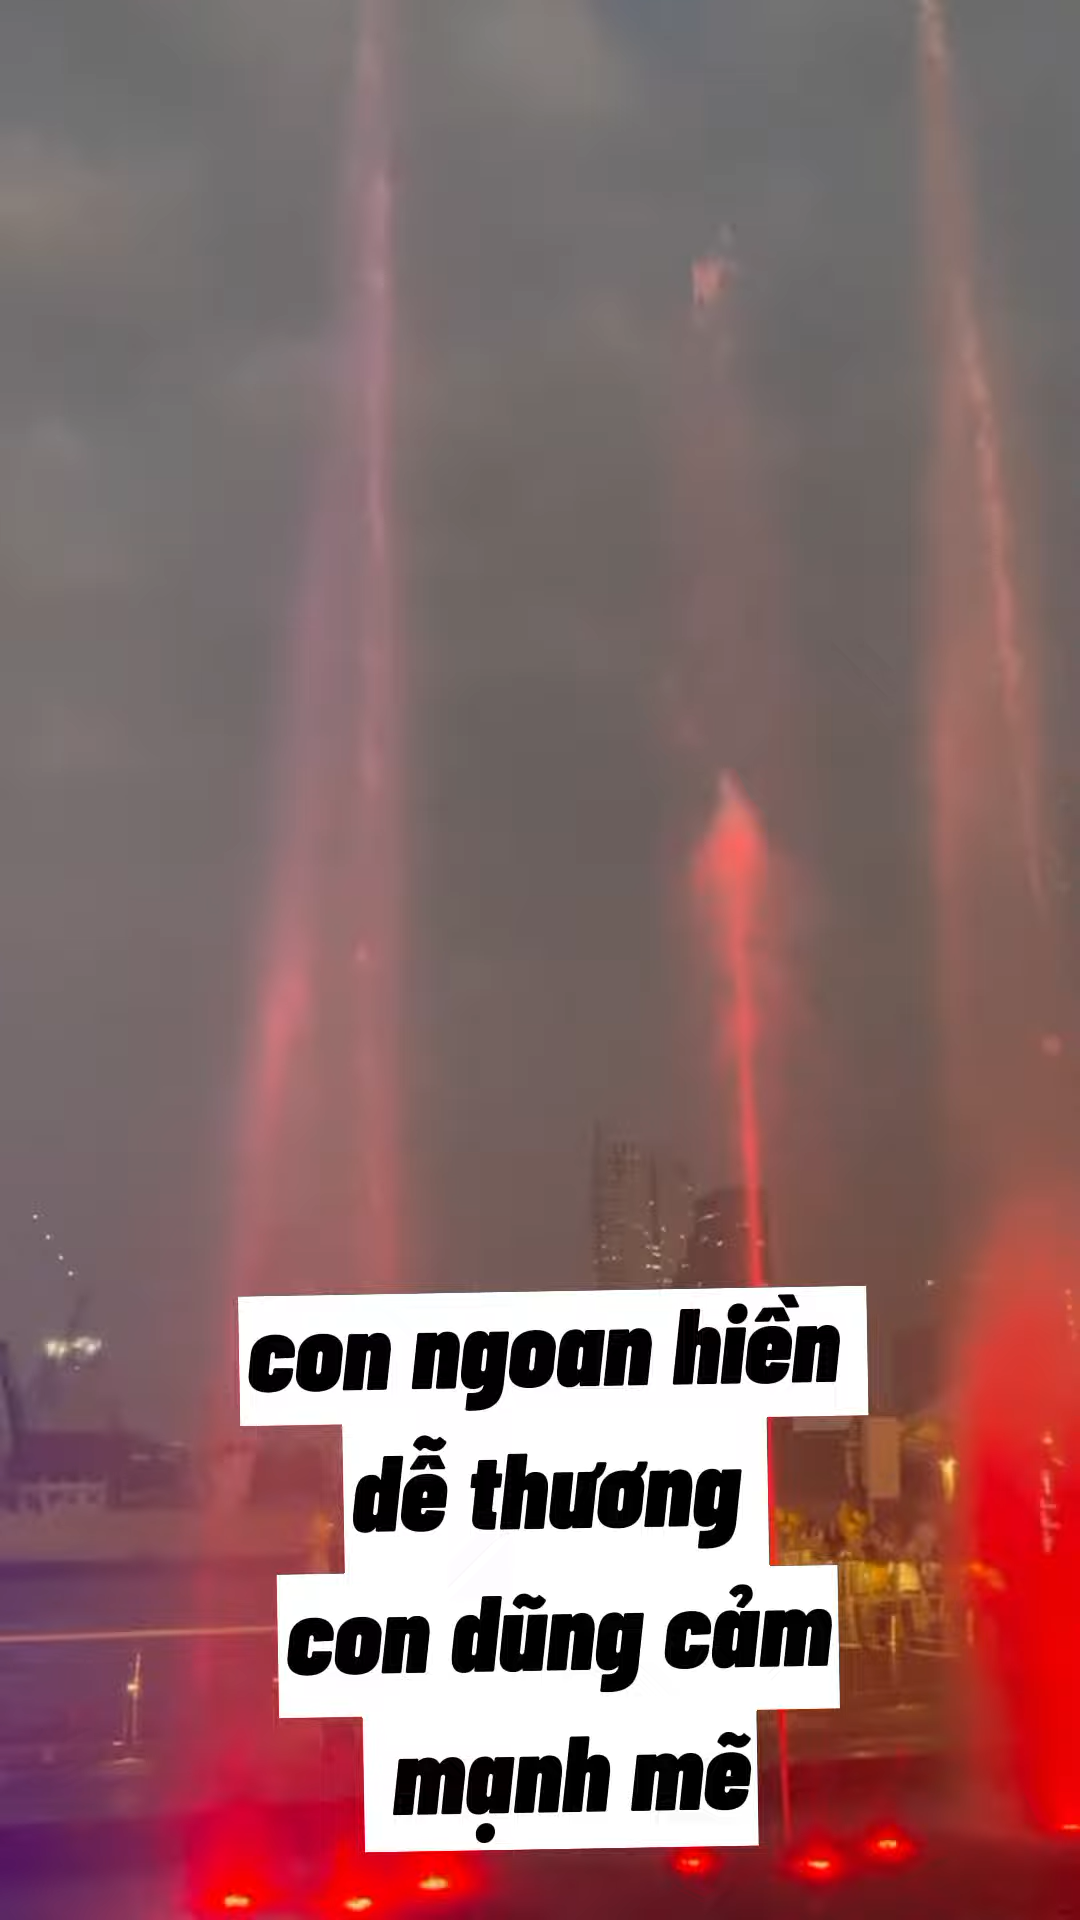 con ngoan hiền
dễ thương
con dũng cảm
mạnh mẽ